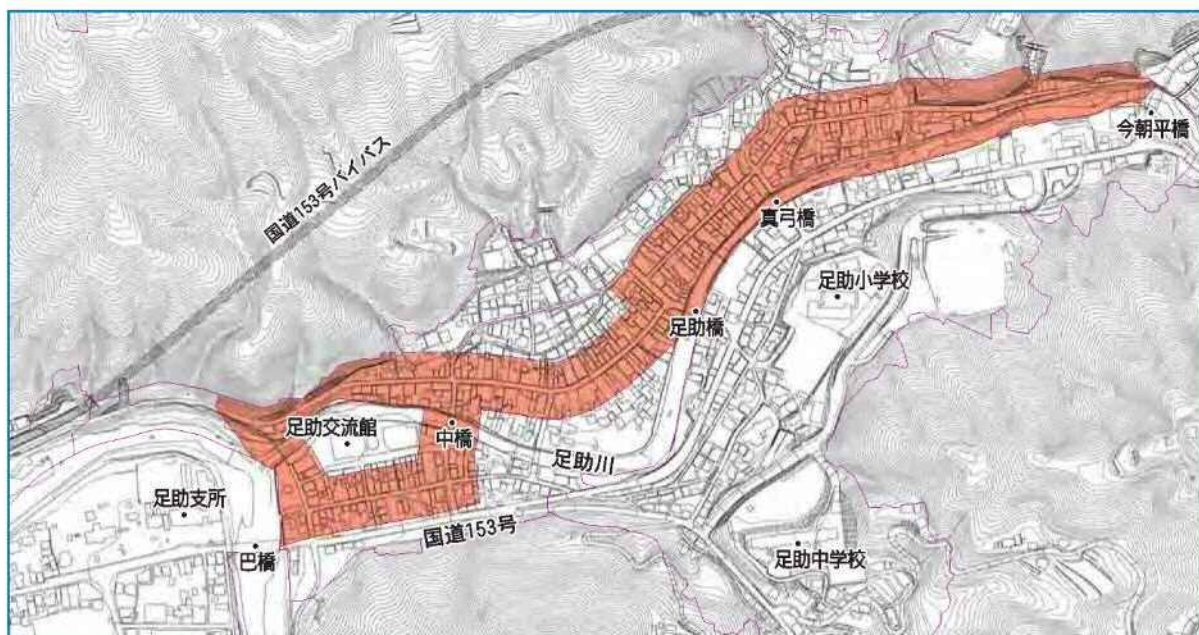 国道153号バイパス
今朝平橋
真弓橋
足助小学校
足助橋
足助交流館
中橋
足助川
足助支所
国道153号
巴橋
足助中学校